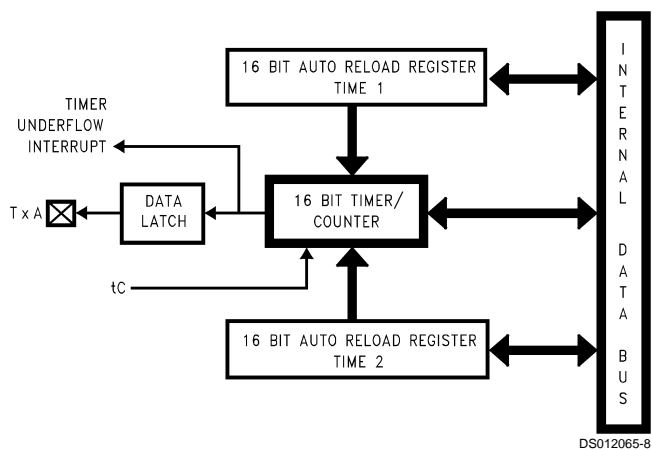 16 BIT AUTO RELOAD REGISTER
TIME 1
TIMER
UNDERFLOW
INTERRUPT
T x A
DATA
LATCH
16 BIT TIMER/
COUNTER
tC
16 BIT AUTO RELOAD REGISTER
TIME 2
INTERNAL DATA BUS
DS012065-8